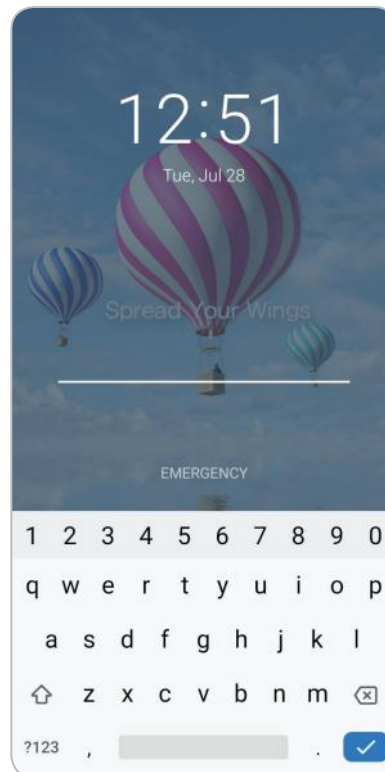 12:51
Tue, Jul 28
Spread Your Wings
EMERGENCY
1 2 3 4 5 6 7 8 9 0
q w e r t y u i o p
a s d f g h j k l
z x c v b n m
?123 , .